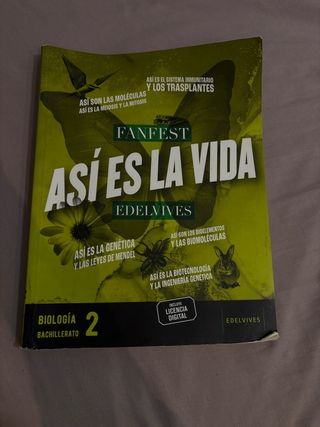 ASÍ ES EL SISTEMA INMUNITARIO
Y LOS TRASPLANTES
ASÍ SON LAS MOLÉCULAS
ASÍ ES LA MEIOSIS Y LA MITOSIS
FANFEST
ASÍ ES LA VIDA
EDELVIVES
ASÍ SON LOS BIOELEMENTOS
Y LAS BIOMOLÉCULAS
ASÍ ES LA GENÉTICA
Y LAS LEYES DE MENDEL
ASÍ ES LA BIOTECNOLOGÍA
Y LA INGENIERÍA GENÉTICA
INCLUYE
LICENCIA
DIGITAL
BIOLOGÍA
BACHILLERATO 2
EDELVIVES